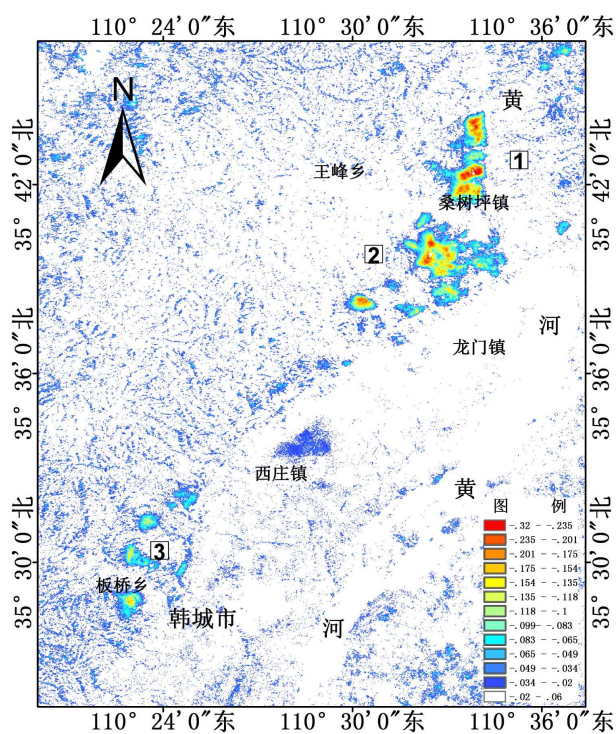 110° 24′0″东 110° 30′0″东 110° 36′0″东
N
35° 42′0″北
35° 42′0″北
黄
1
王峰乡
桑树坪镇
2
河
龙门镇
35° 36′0″北
35° 36′0″北
西庄镇
黄
3
板桥乡
韩城市
河
35° 30′0″北
35° 30′0″北
图 例
-.32 - -.235
-.235 - -.201
-.201 - -.175
-.175 - -.154
-.154 - -.135
-.135 - -.118
-.118 - -.1
-.099 - -.083
-.083 - -.065
-.065 - -.049
-.049 - -.034
-.034 - -.02
-.02 - .06
110° 24′0″东 110° 30′0″东 110° 36′0″东